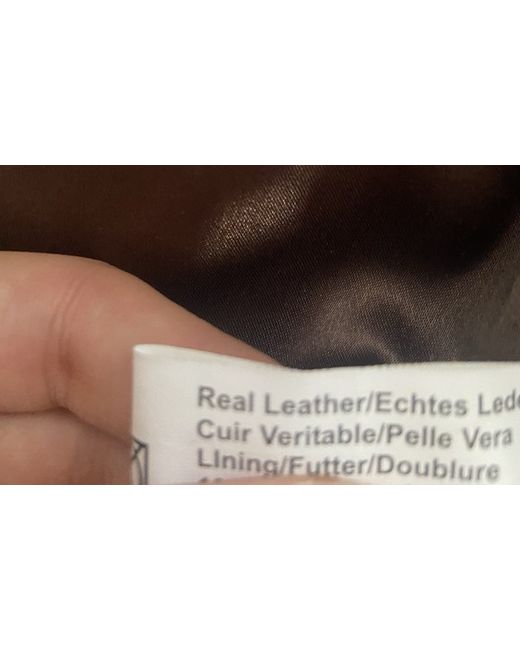 Real Leather/Echtes Lede
Cuir Veritable/Pelle Vera
LIning/Futter/Doublure